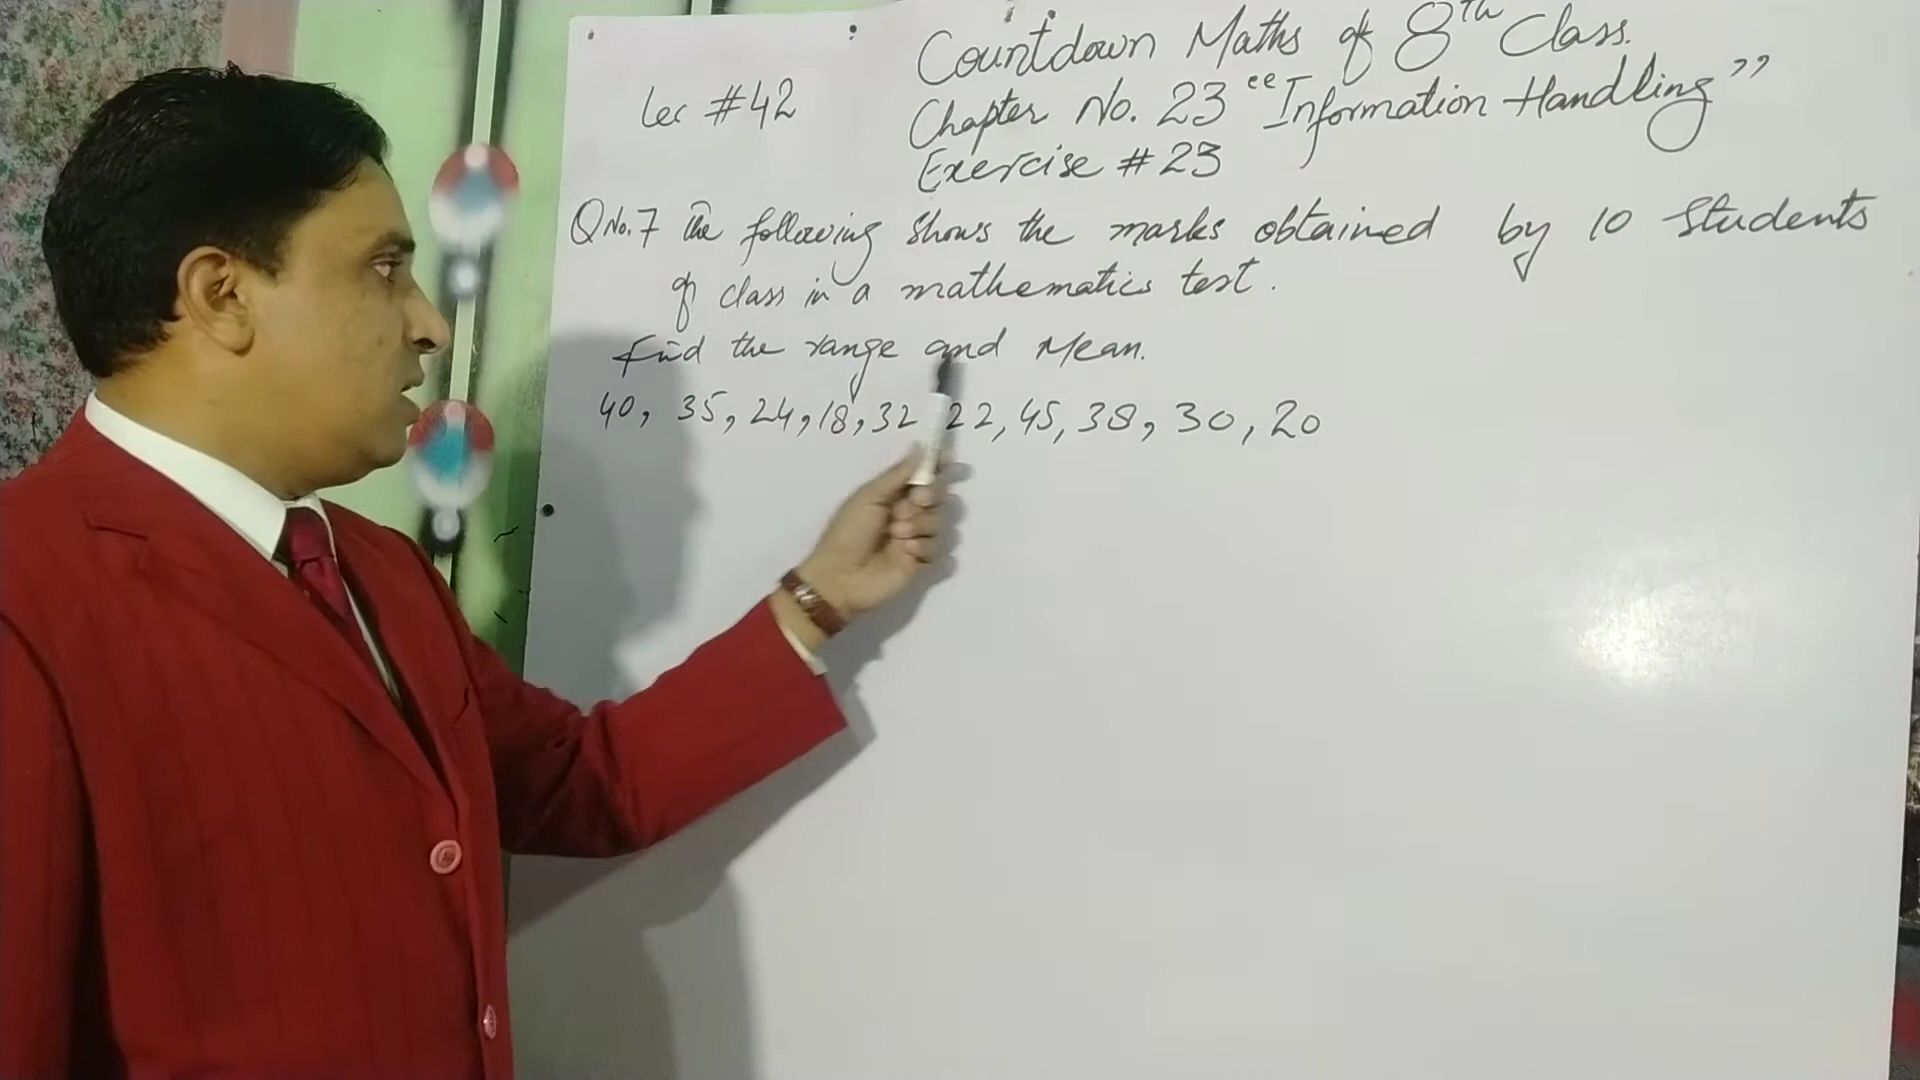 Countdown Maths of 8th Class.
Lec #42
Chapter No. 23 "Information Handling"
Exercise #23
Q No.7 The following shows the marks obtained by 10 students
of class in a mathematics test.
Find the range and Mean.
40, 35, 24, 18, 32 22, 45, 38, 30, 20